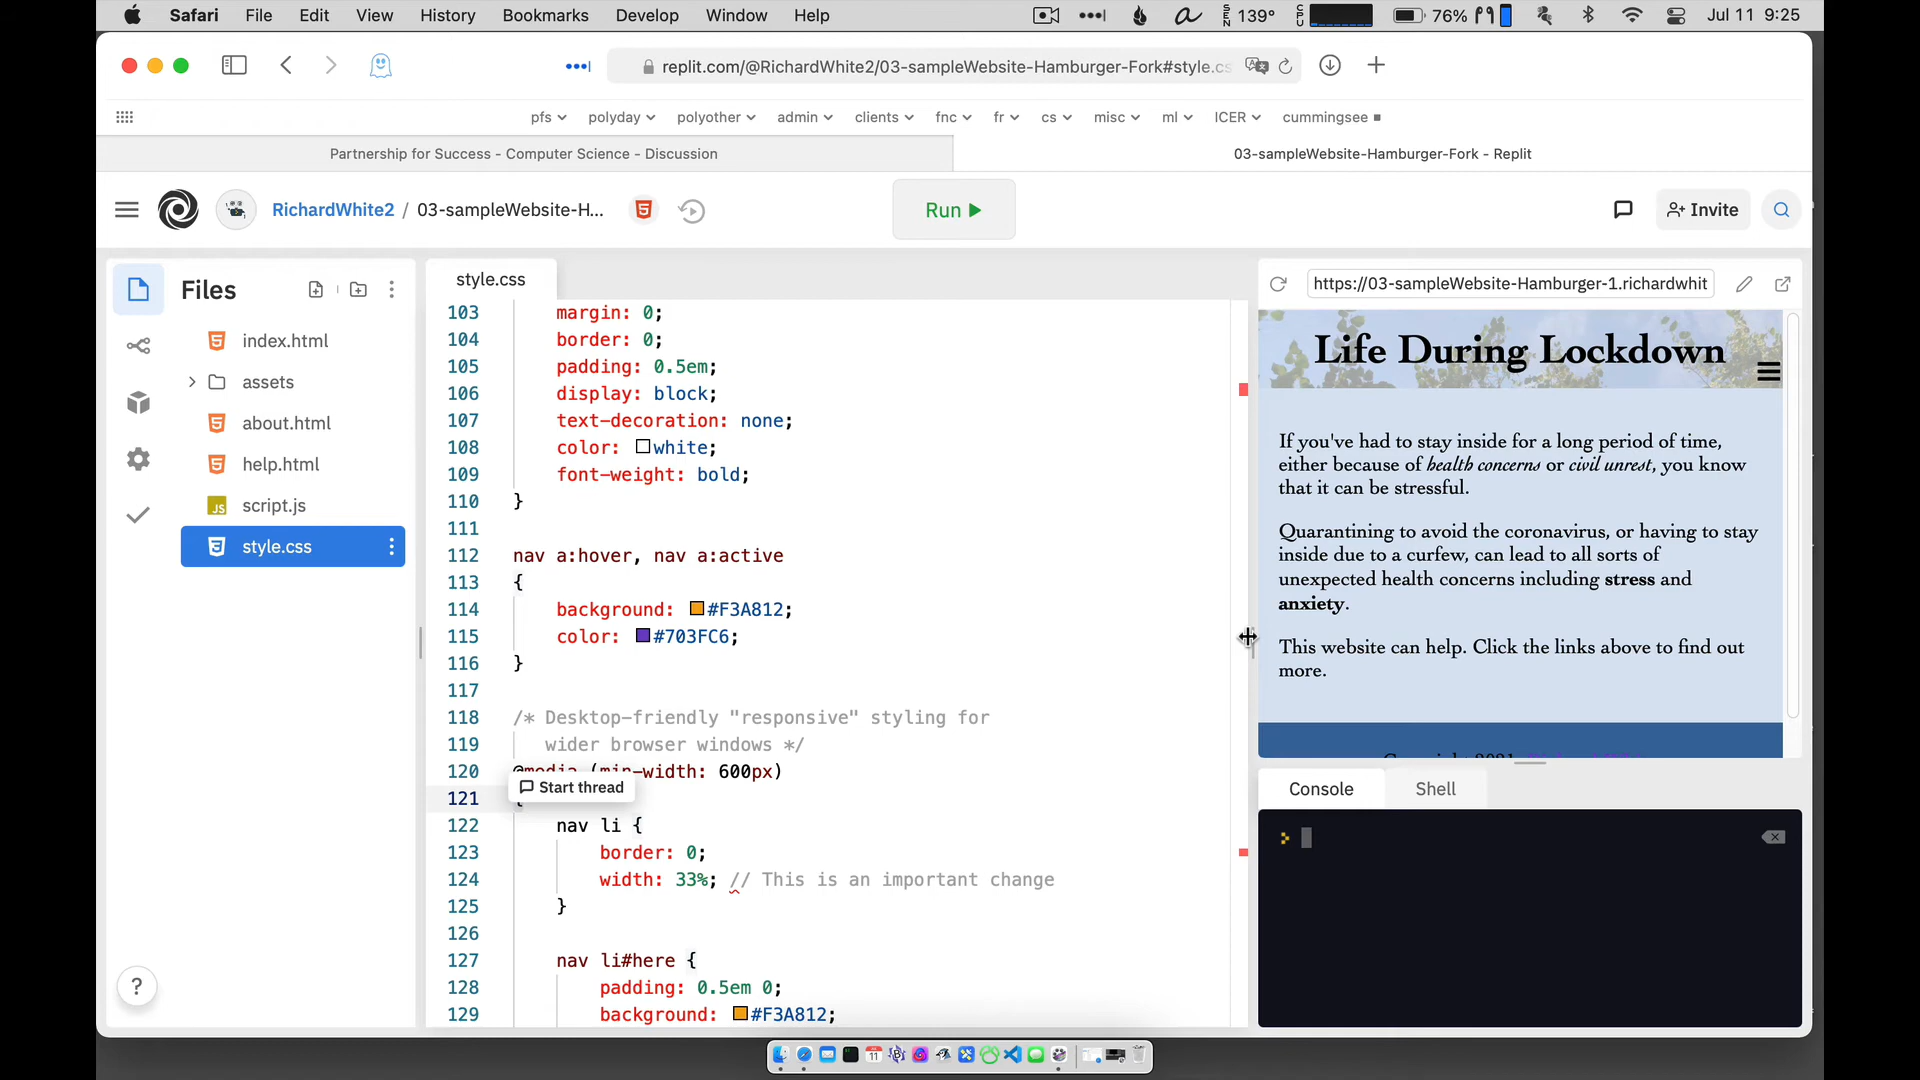 Safari File Edit View History Bookmarks Develop Window Help SEN 139° CPU 76% Jul 11 9:25
replit.com/@RichardWhite2/03-sampleWebsite-Hamburger-Fork#style.cs
pfs polyday polyother admin clients fnc fr cs misc ml ICER cummingsee
Partnership for Success - Computer Science - Discussion
03-sampleWebsite-Hamburger-Fork - Replit
RichardWhite2 / 03-sampleWebsite-H...
Run
Invite
Files
index.html
assets
about.html
help.html
JS script.js
style.css
?
style.css
103 margin: 0;
104 border: 0;
105 padding: 0.5em;
106 display: block;
107 text-decoration: none;
108 color: white;
109 font-weight: bold;
110 }
111
112 nav a:hover, nav a:active
113 {
114 background: #F3A812;
115 color: #703FC6;
116 }
117
118 /* Desktop-friendly "responsive" styling for
119 wider browser windows */
120 @media (min-width: 600px)
Start thread
121 {
122 nav li {
123 border: 0;
124 width: 33%; // This is an important change
125 }
126
127 nav li#here {
128 padding: 0.5em 0;
129 background: #F3A812;
https://03-sampleWebsite-Hamburger-1.richardwhit
Life During Lockdown
If you've had to stay inside for a long period of time,
either because of health concerns or civil unrest, you know
that it can be stressful.
Quarantining to avoid the coronavirus, or having to stay
inside due to a curfew, can lead to all sorts of
unexpected health concerns including stress and
anxiety.
This website can help. Click the links above to find out
more.
Console Shell
11